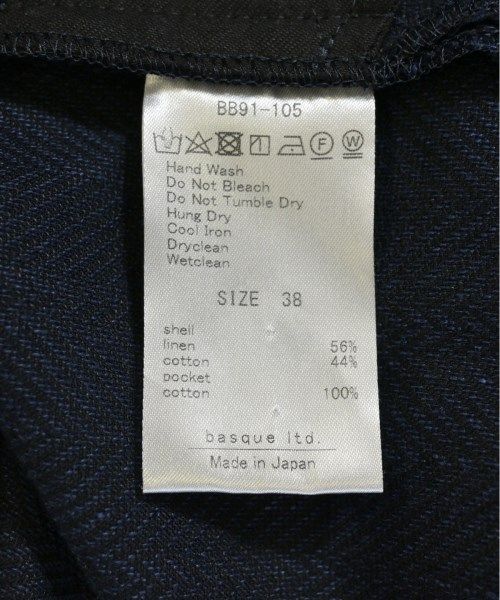 BB91-105
Hand Wash
Do Not Bleach
Do Not Tumble Dry
Hung Dry
Cool Iron
Dryclean
Wetclean
SIZE 38
shell
linen 56%
cotton 44%
pocket
cotton 100%
basque ltd.
Made in Japan